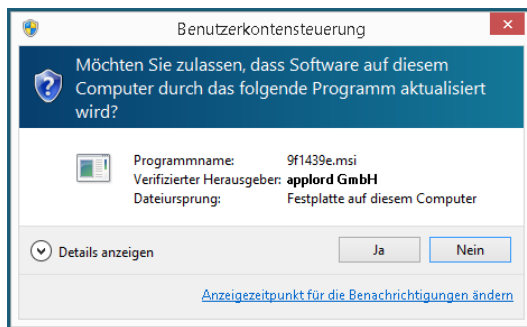 Benutzerkontensteuerung
Möchten Sie zulassen, dass Software auf diesem
Computer durch das folgende Programm aktualisiert
wird?
Programmname: 9f1439e.msi
Verifizierter Herausgeber: applord GmbH
Dateiursprung: Festplatte auf diesem Computer
Details anzeigen
Ja
Nein
Anzeigezeitpunkt für die Benachrichtigungen ändern